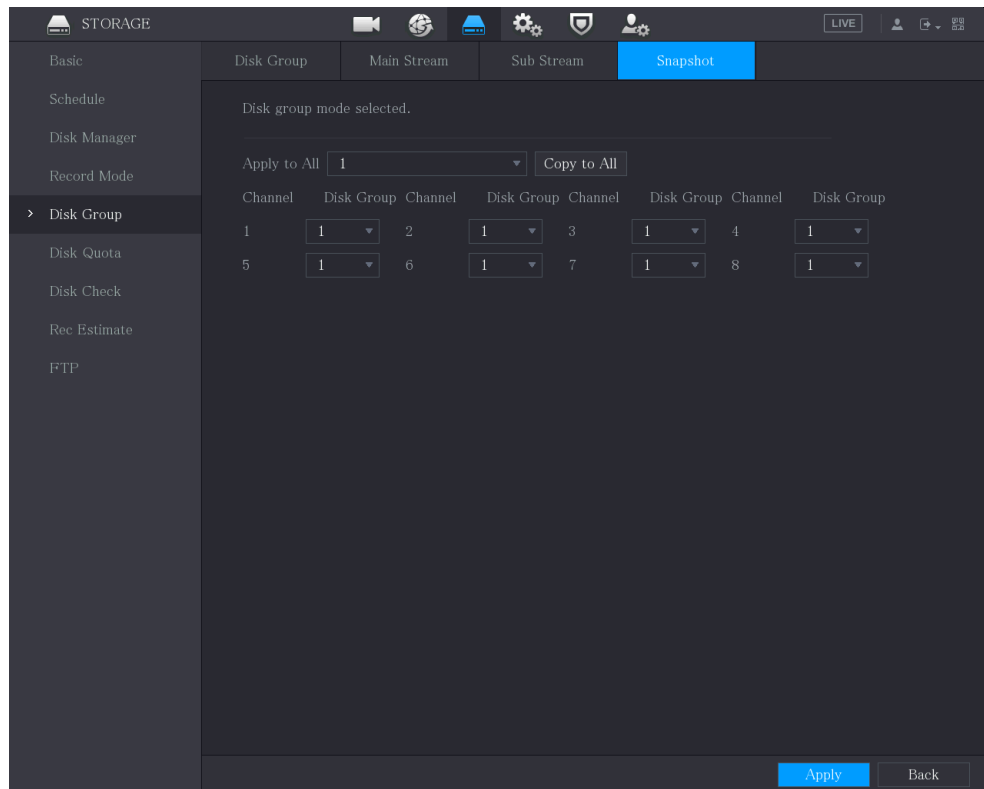 STORAGE LIVE
Basic
Schedule
Disk Manager
Record Mode
Disk Group
Disk Quota
Disk Check
Rec Estimate
FTP
Disk Group Main Stream Sub Stream Snapshot
Disk group mode selected.
Apply to All 1 Copy to All
Channel Disk Group Channel Disk Group Channel Disk Group Channel Disk Group
1 1 2 1 3 1 4 1
5 1 6 1 7 1 8 1
Apply Back